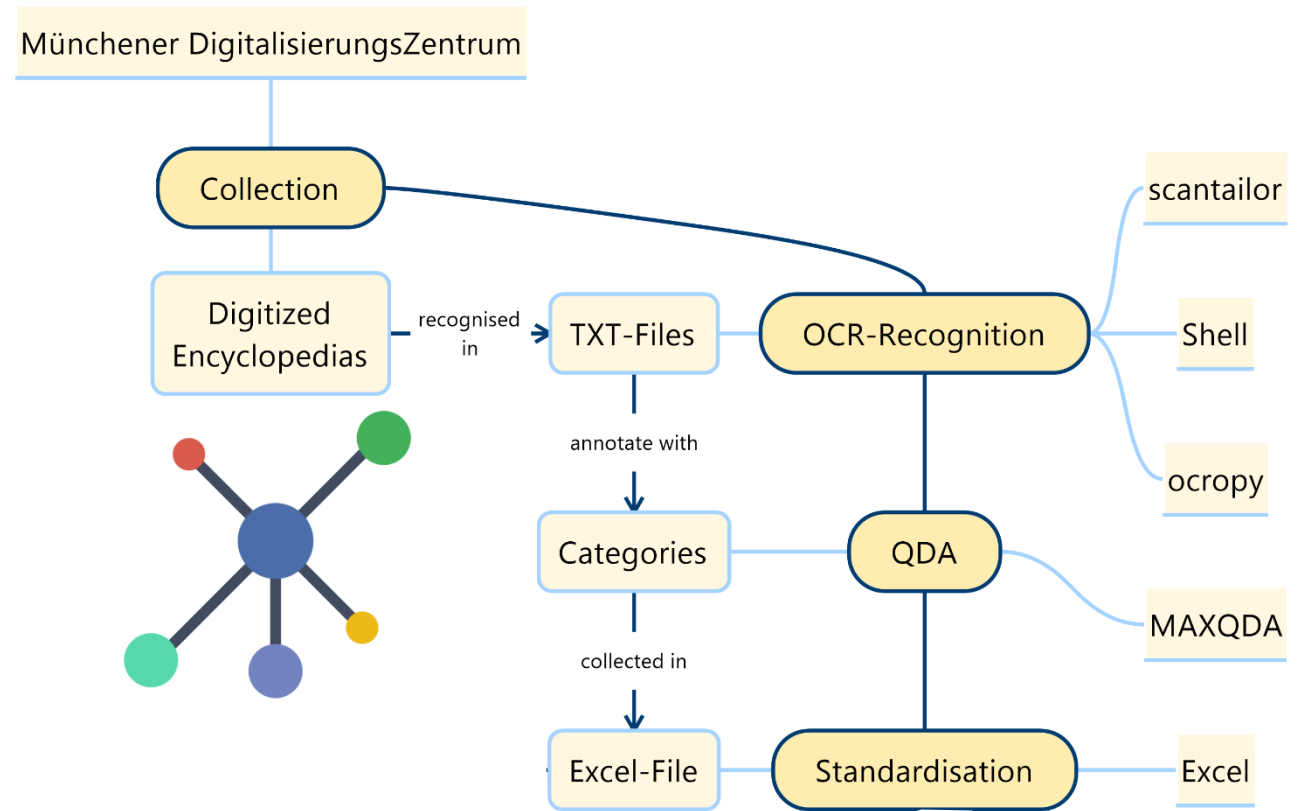 Münchener DigitalisierungsZentrum
Collection
scantailor
Digitized
Encyclopedias
recognised
in
TXT-Files
OCR-Recognition
Shell
annotate with
ocropy
Categories
QDA
MAXQDA
collected in
Excel-File
Standardisation
Excel